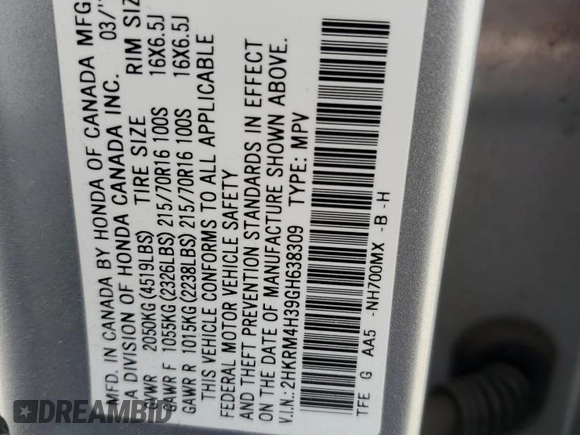 MFD. IN CANADA BY HONDA OF CANADA MFG.
A DIVISION OF HONDA CANADA INC. 03/
TIRE SIZE RIM SIZ
GVWR 2050KG (4519LBS)
GAWR F 1055KG (2326LBS) 215/70R16 100S 16X6.5J
GAWR R 1015KG (2238LBS) 215/70R16 100S 16X6.5J
THIS VEHICLE CONFORMS TO ALL APPLICABLE
FEDERAL MOTOR VEHICLE SAFETY
AND THEFT PREVENTION STANDARDS IN EFFECT
ON THE DATE OF MANUFACTURE SHOWN ABOVE.
V.I.N.: 2HKRM4H39GH638309 TYPE: MPV
TFE G AA5 -NH700MX -B -H
DREAMBID